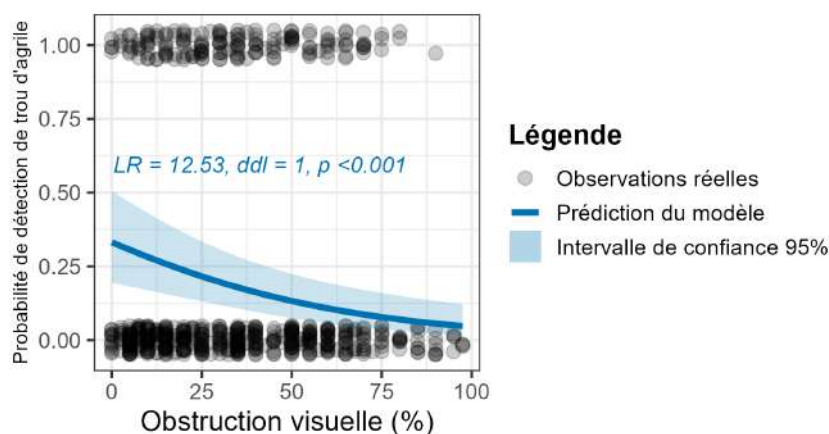 Probabilité de détection de trou d'agrile
1.00
0.75
0.50
0.25
0.00
LR = 12.53, ddl = 1, p <0.001
0 25 50 75 100
Obstruction visuelle (%)
Légende
Observations réelles
Prédiction du modèle
Intervalle de confiance 95%